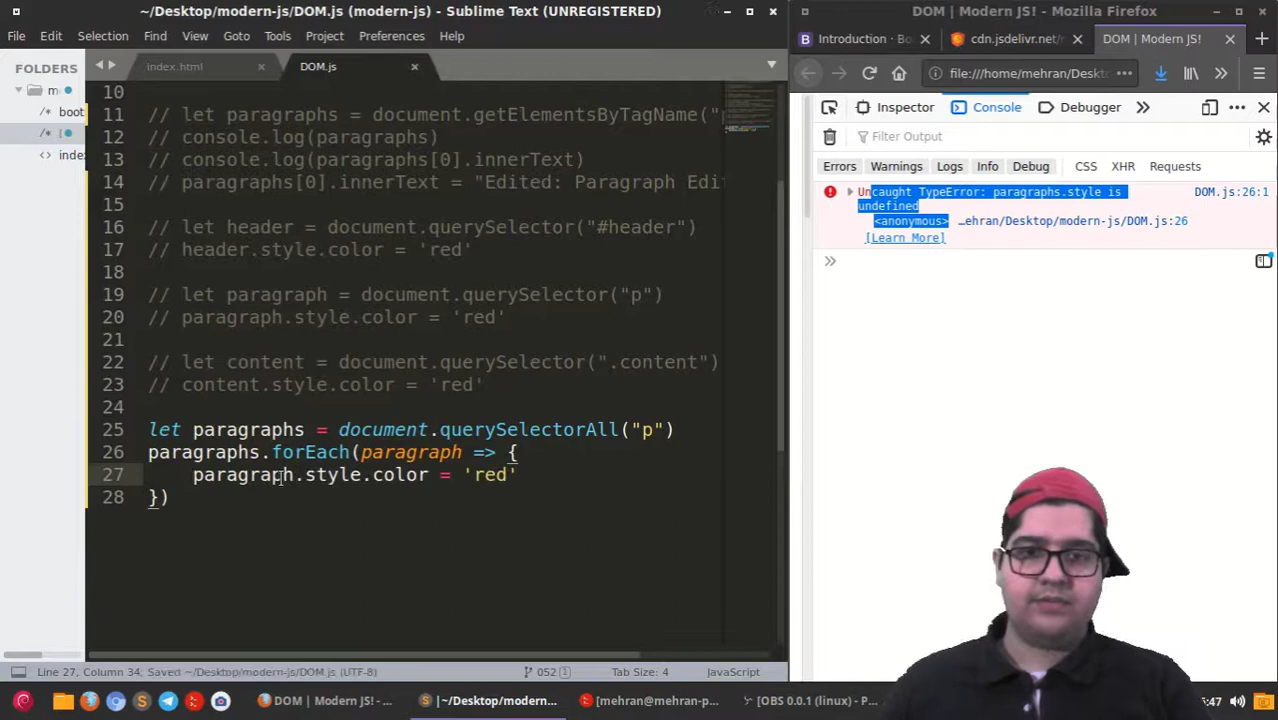 ~/Desktop/modern-js/DOM.js (modern-js) - Sublime Text (UNREGISTERED)
File Edit Selection Find View Goto Tools Project Preferences Help
FOLDERS
index.html
DOM.js
10
11 // let paragraphs = document.getElementsByTagName("
12 // console.log(paragraphs)
13 // console.log(paragraphs[0].innerText)
14 // paragraphs[0].innerText = "Edited: Paragraph Edi
15
16 // let header = document.querySelector("#header")
17 // header.style.color = 'red'
18
19 // let paragraph = document.querySelector("p")
20 // paragraph.style.color = 'red'
21
22 // let content = document.querySelector(".content")
23 // content.style.color = 'red'
24
25 let paragraphs = document.querySelectorAll("p")
26 paragraphs.forEach(paragraph => {
27 paragraph.style.color = 'red'
28 })
m
/* boot
/*
<> index
Line 27, Column 34; Saved ~/Desktop/modern-js/DOM.js (UTF-8)
052 1
Tab Size: 4
JavaScript
DOM | Modern JS! - Mozilla Firefox
Introduction · Bo
cdn.jsdelivr.net/
DOM | Modern JS!
file:///home/mehran/Deskt
Inspector Console Debugger
Filter Output
Errors Warnings Logs Info Debug CSS XHR Requests
Uncaught TypeError: paragraphs.style is DOM.js:26:1
undefined
<anonymous> …ehran/Desktop/modern-js/DOM.js:26
[Learn More]
DOM | Modern JS! - ...
~/Desktop/modern...
[mehran@mehran-p...
[OBS 0.0.1 (linux) - P...
:47